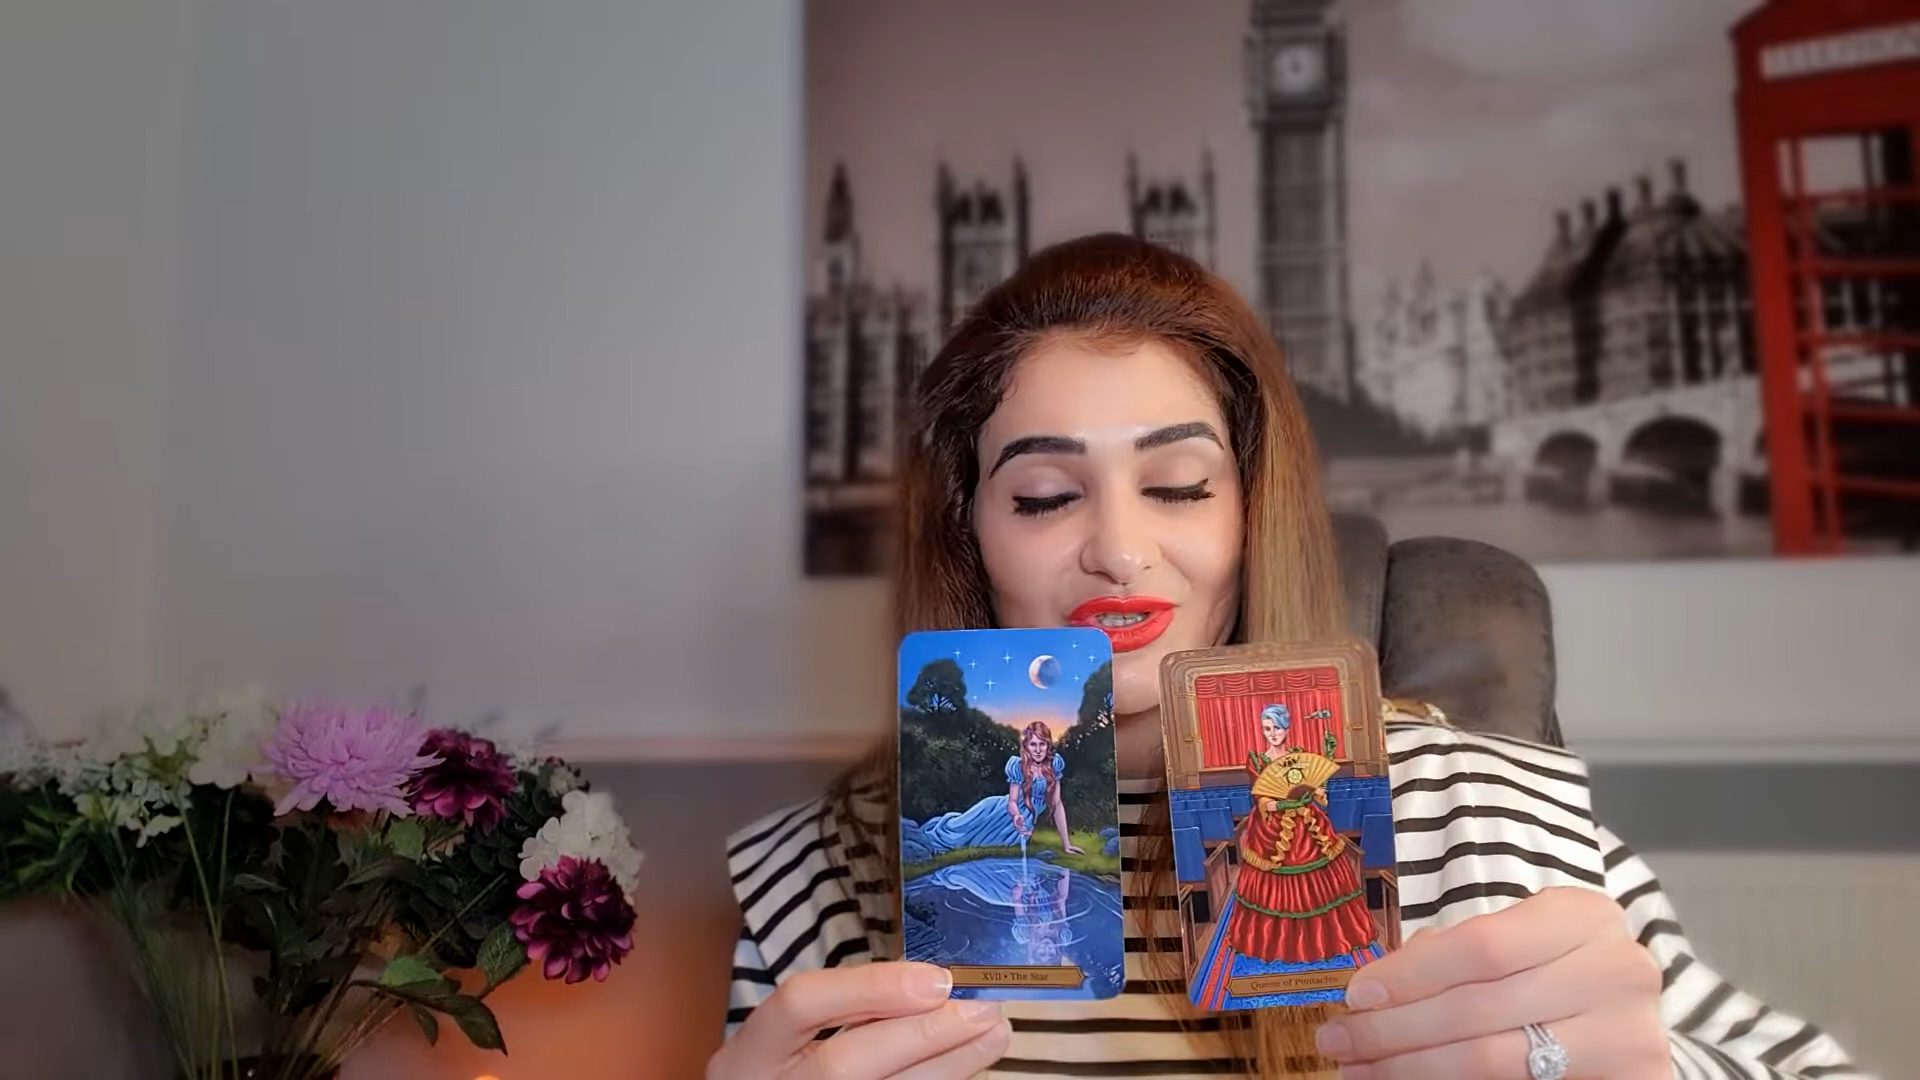 XVII • The Star
Queen of Pentacles